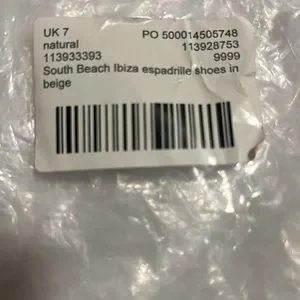 UK 7 PO 500014505748
natural 113928753
113933393 9999
South Beach Ibiza espadrille shoes in
beige